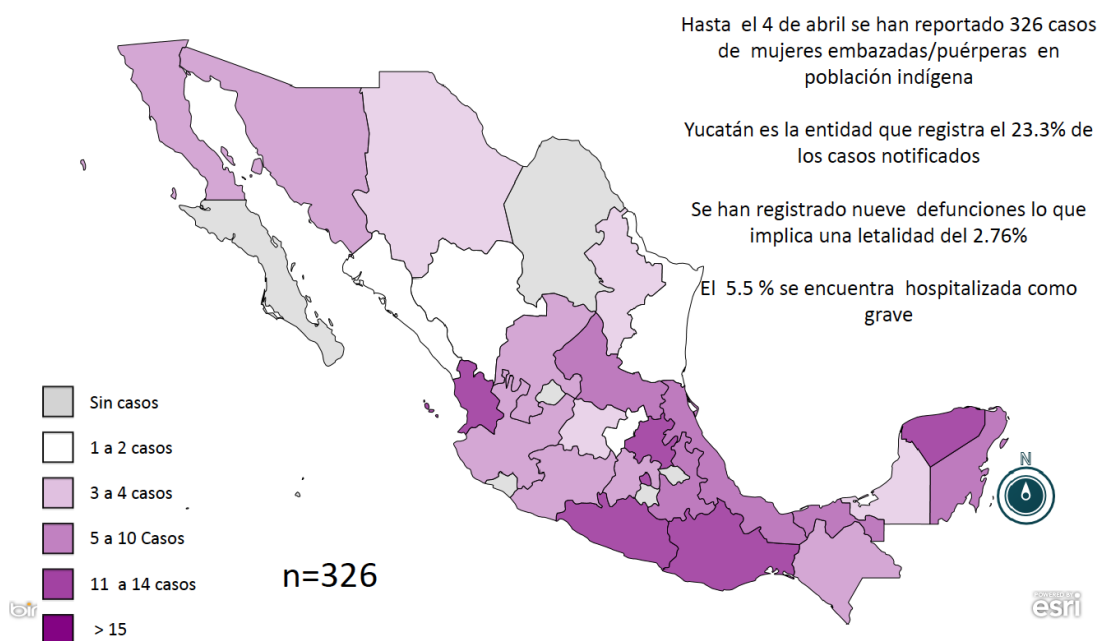 Hasta el 4 de abril se han reportado 326 casos
de mujeres embazadas/puérperas en
población indígena
Yucatán es la entidad que registra el 23.3% de
los casos notificados
Se han registrado nueve defunciones lo que
implica una letalidad del 2.76%
El 5.5 % se encuentra hospitalizada como
grave
Sin casos
1 a 2 casos
3 a 4 casos
5 a 10 Casos
11 a 14 casos
> 15
n=326
N
bir
POWERED BY
esri